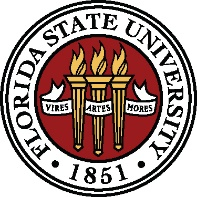 FLORIDA STATE UNIVERSITY
VIRES ARTES MORES
• 1851 •